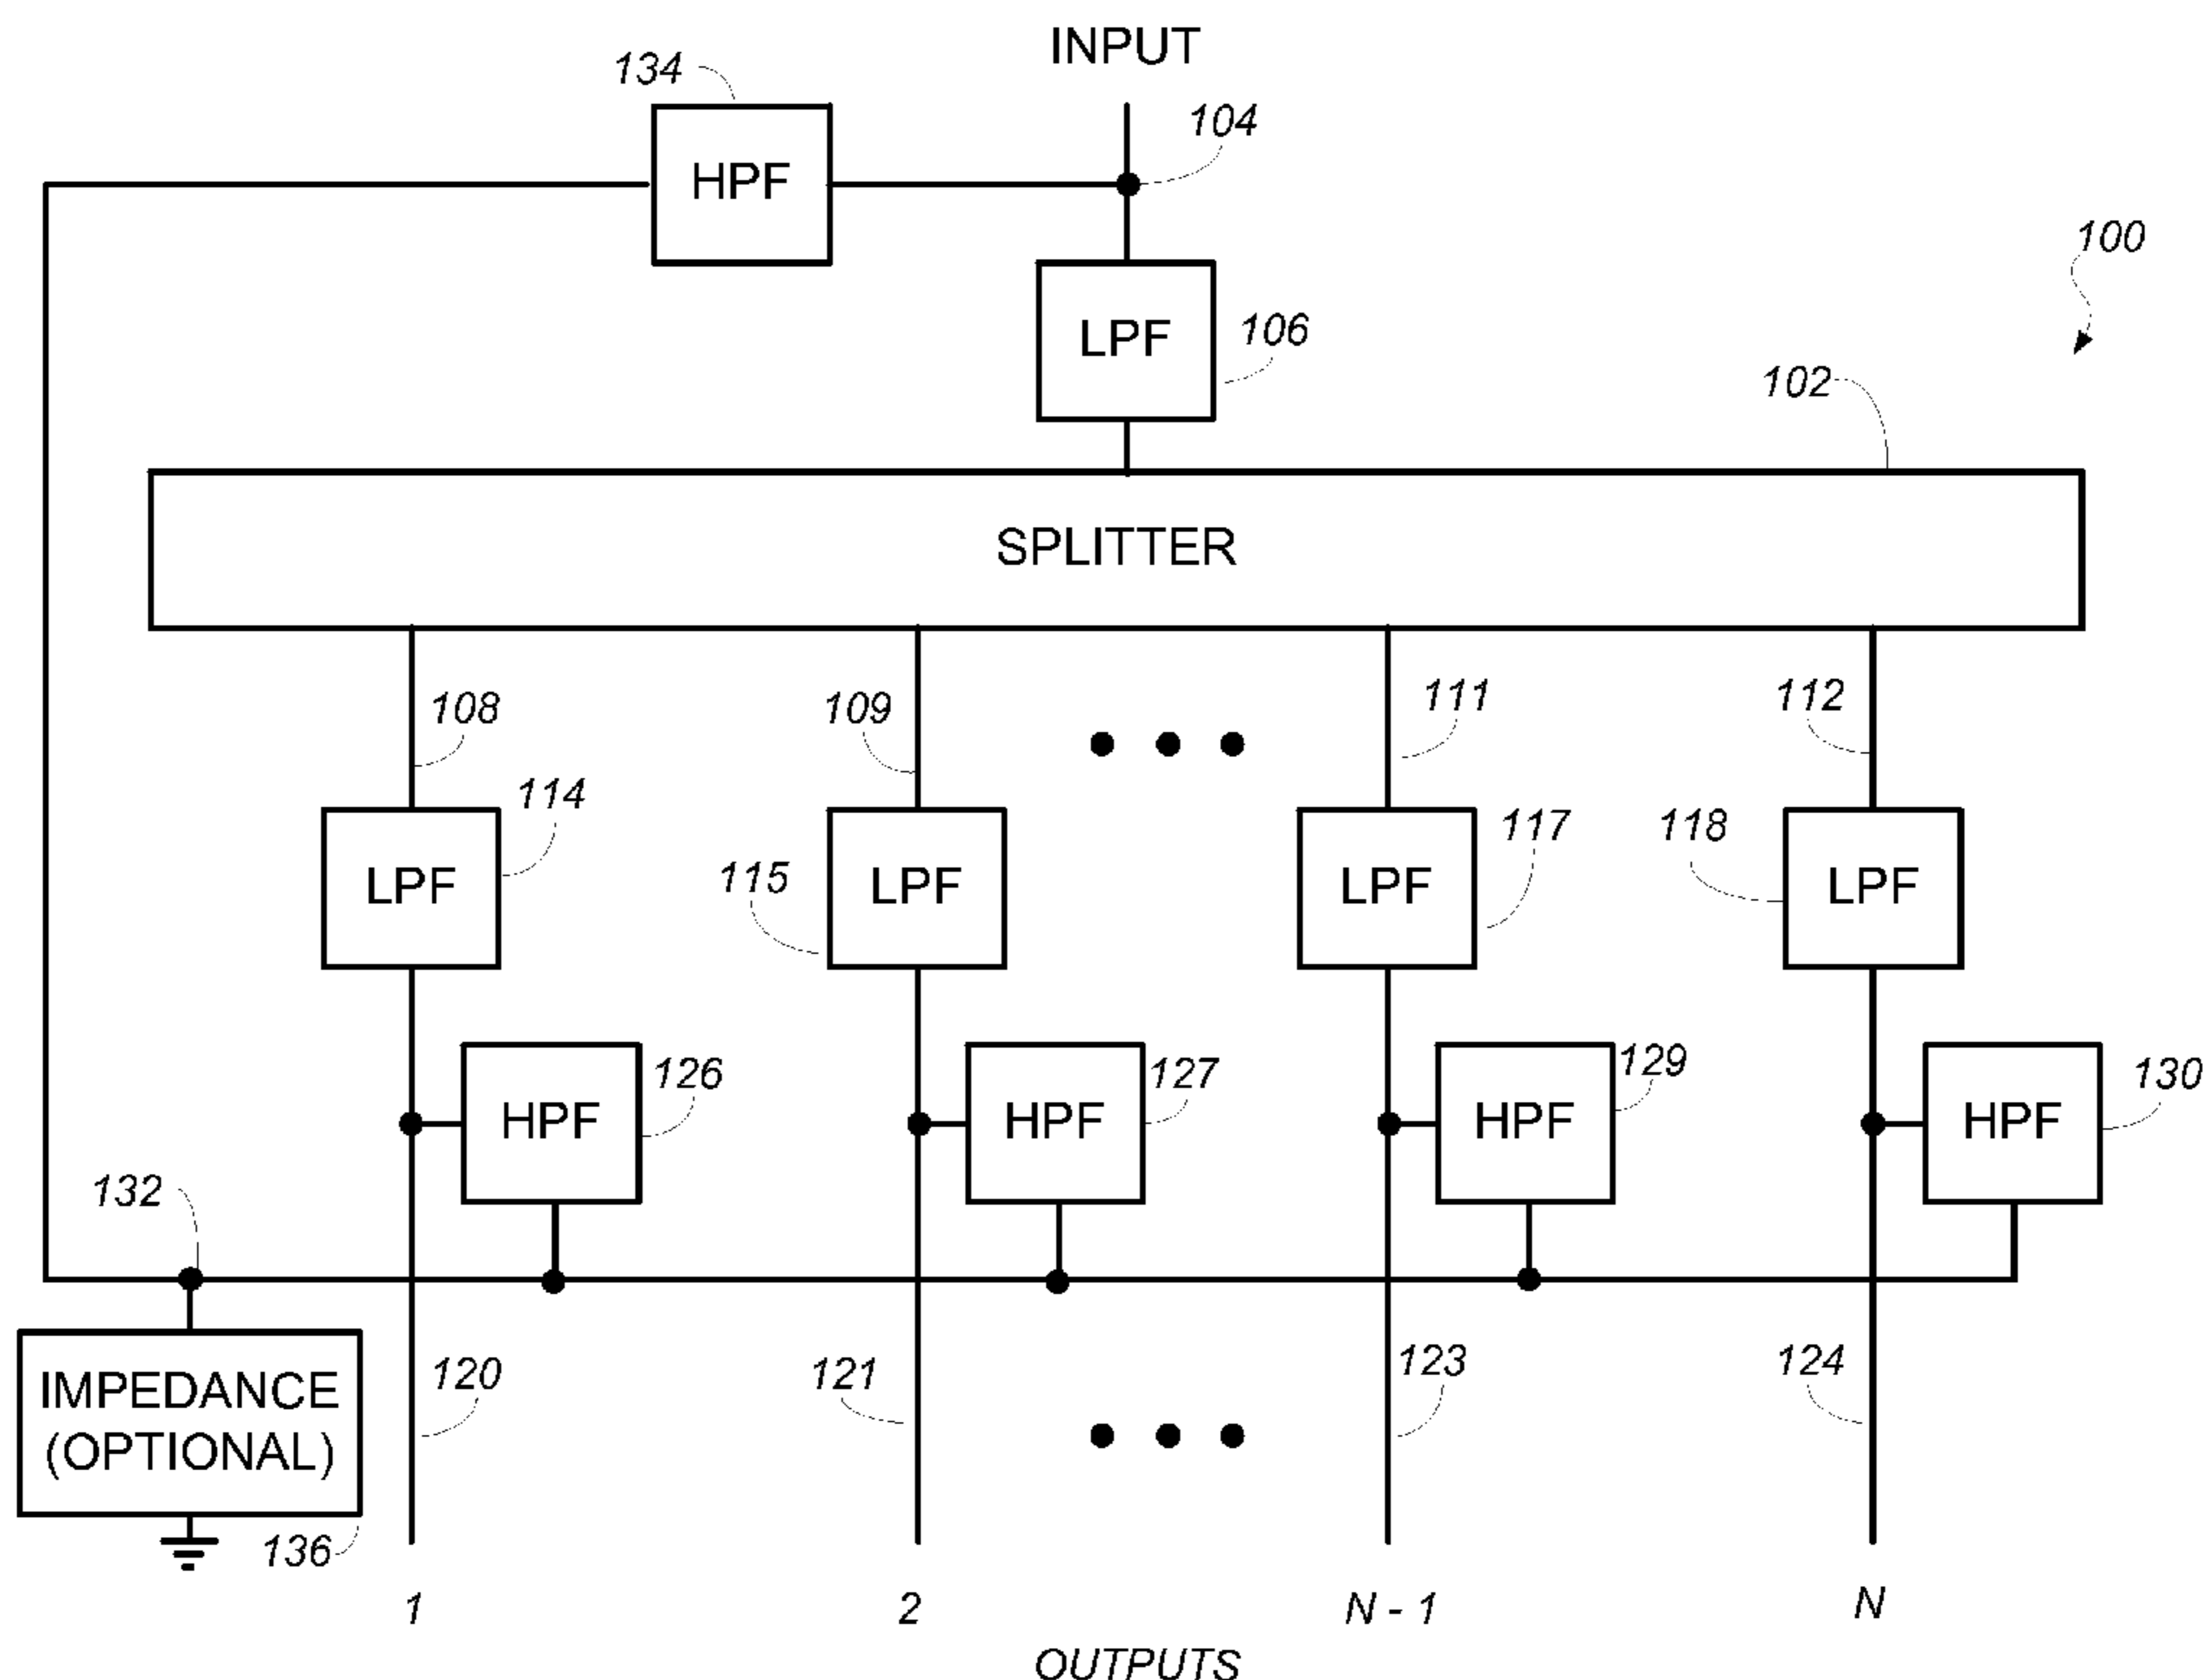 INPUT
134
104
HPF
100
LPF
106
102
SPLITTER
108
109
111
112
114
115
117
118
LPF
LPF
LPF
LPF
126
127
129
130
HPF
HPF
HPF
HPF
132
IMPEDANCE
(OPTIONAL)
120
121
123
124
136
1
2
N - 1
N
OUTPUTS